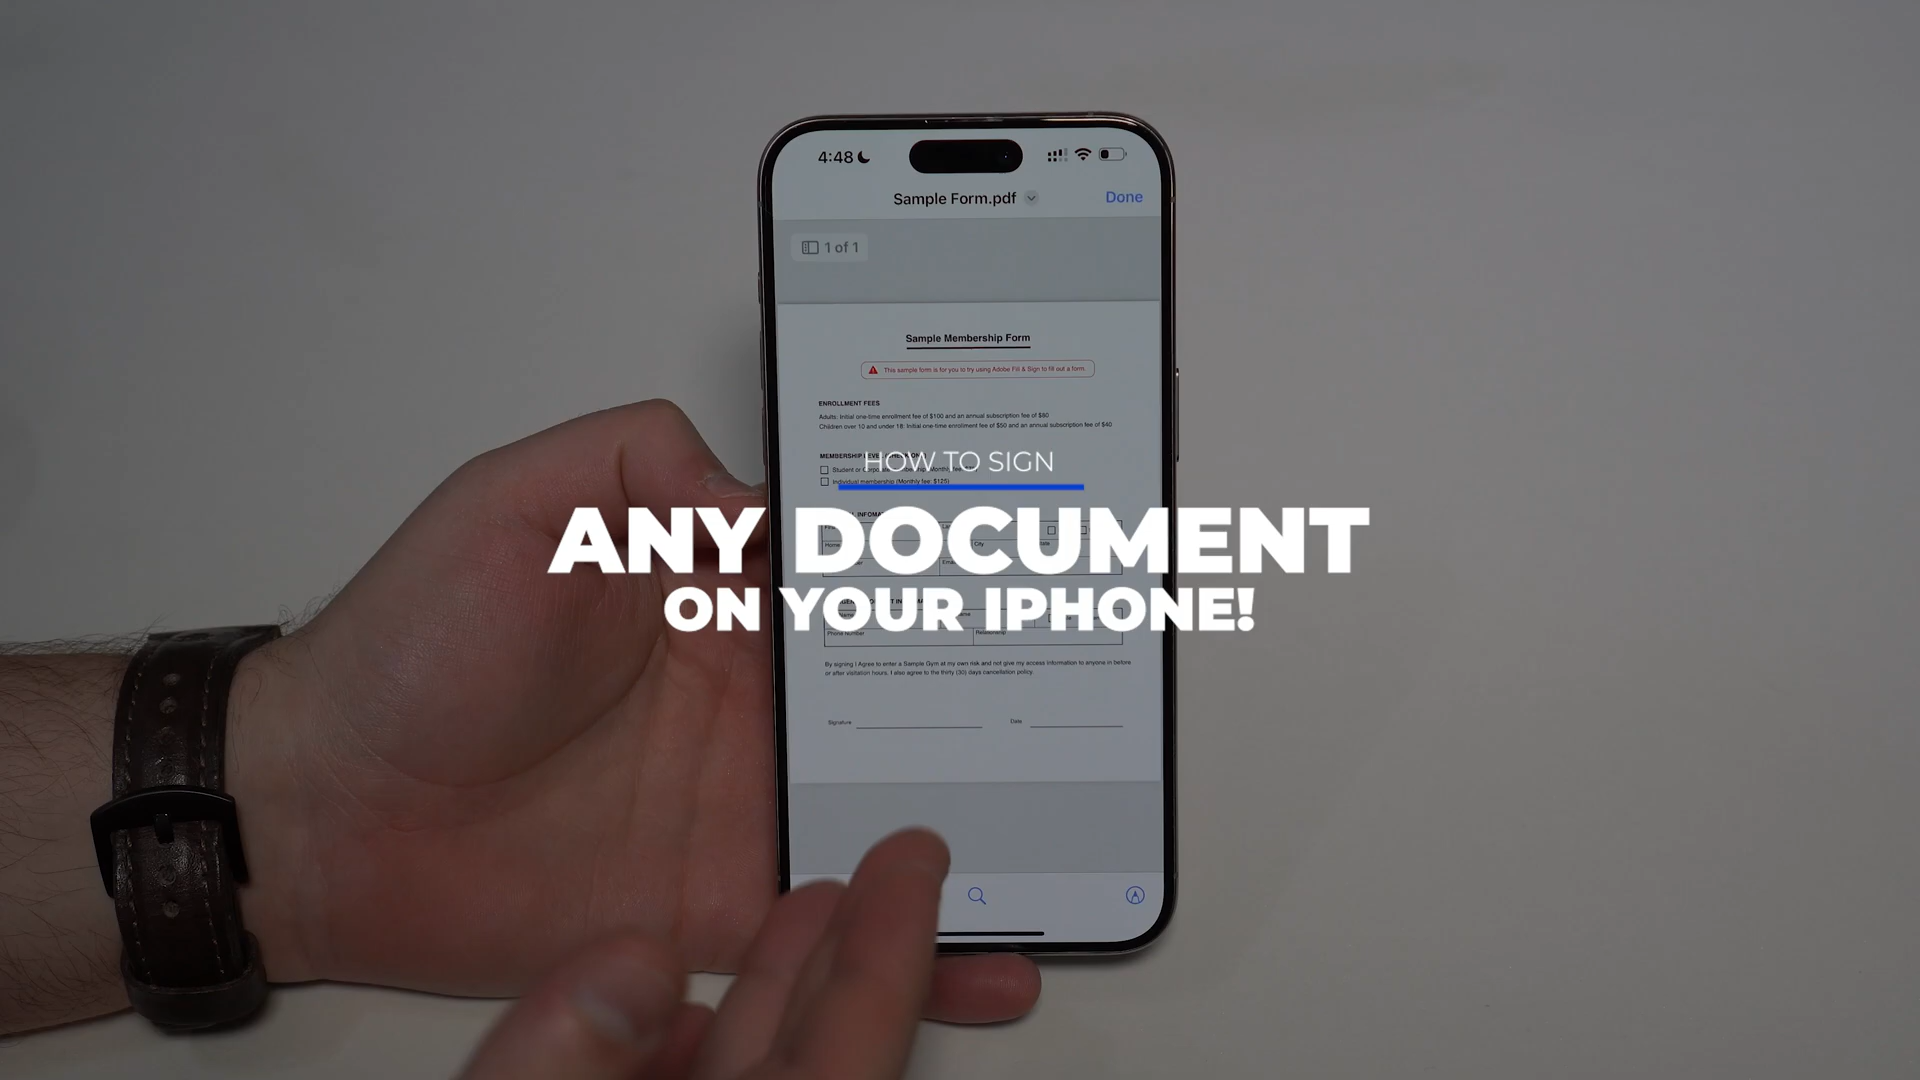 4:48
Sample Form.pdf
Done
1 of 1
Sample Membership Form
This sample form is for you to try using Adobe Fill & Sign to fill out a form.
ENROLLMENT FEES
Adults: Initial one-time enrollment fee of $100 and an annual subscription fee of $80
Children over 10 and under 18: Initial one-time enrollment fee of $50 and an annual subscription fee of $40
MEMBERSHIP
Student or
Individual membership (Monthly fee: $125)
HOW TO SIGN
ANY DOCUMENT
ON YOUR IPHONE!
City
Phone Number
Relationship
By signing I Agree to enter a Sample Gym at my own risk and not give my access information to anyone in before
or after visitation hours. I also agree to the thirty (30) days cancellation policy.
Signature
Date